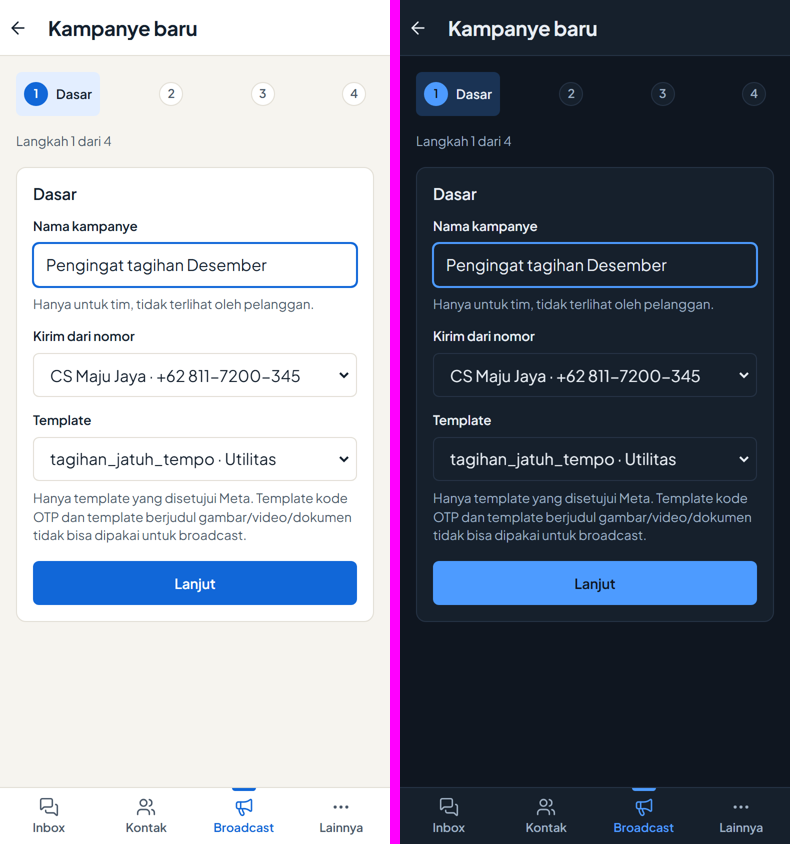 Kampanye baru
1 Dasar 2 3 4
Langkah 1 dari 4
Dasar
Nama kampanye
Pengingat tagihan Desember
Hanya untuk tim, tidak terlihat oleh pelanggan.
Kirim dari nomor
CS Maju Jaya · +62 811-7200-345
Template
tagihan_jatuh_tempo · Utilitas
Hanya template yang disetujui Meta. Template kode
OTP dan template berjudul gambar/video/dokumen
tidak bisa dipakai untuk broadcast.
Lanjut
Inbox Kontak Broadcast Lainnya
Kampanye baru
1 Dasar 2 3 4
Langkah 1 dari 4
Dasar
Nama kampanye
Pengingat tagihan Desember
Hanya untuk tim, tidak terlihat oleh pelanggan.
Kirim dari nomor
CS Maju Jaya · +62 811-7200-345
Template
tagihan_jatuh_tempo · Utilitas
Hanya template yang disetujui Meta. Template kode
OTP dan template berjudul gambar/video/dokumen
tidak bisa dipakai untuk broadcast.
Lanjut
Inbox Kontak Broadcast Lainnya